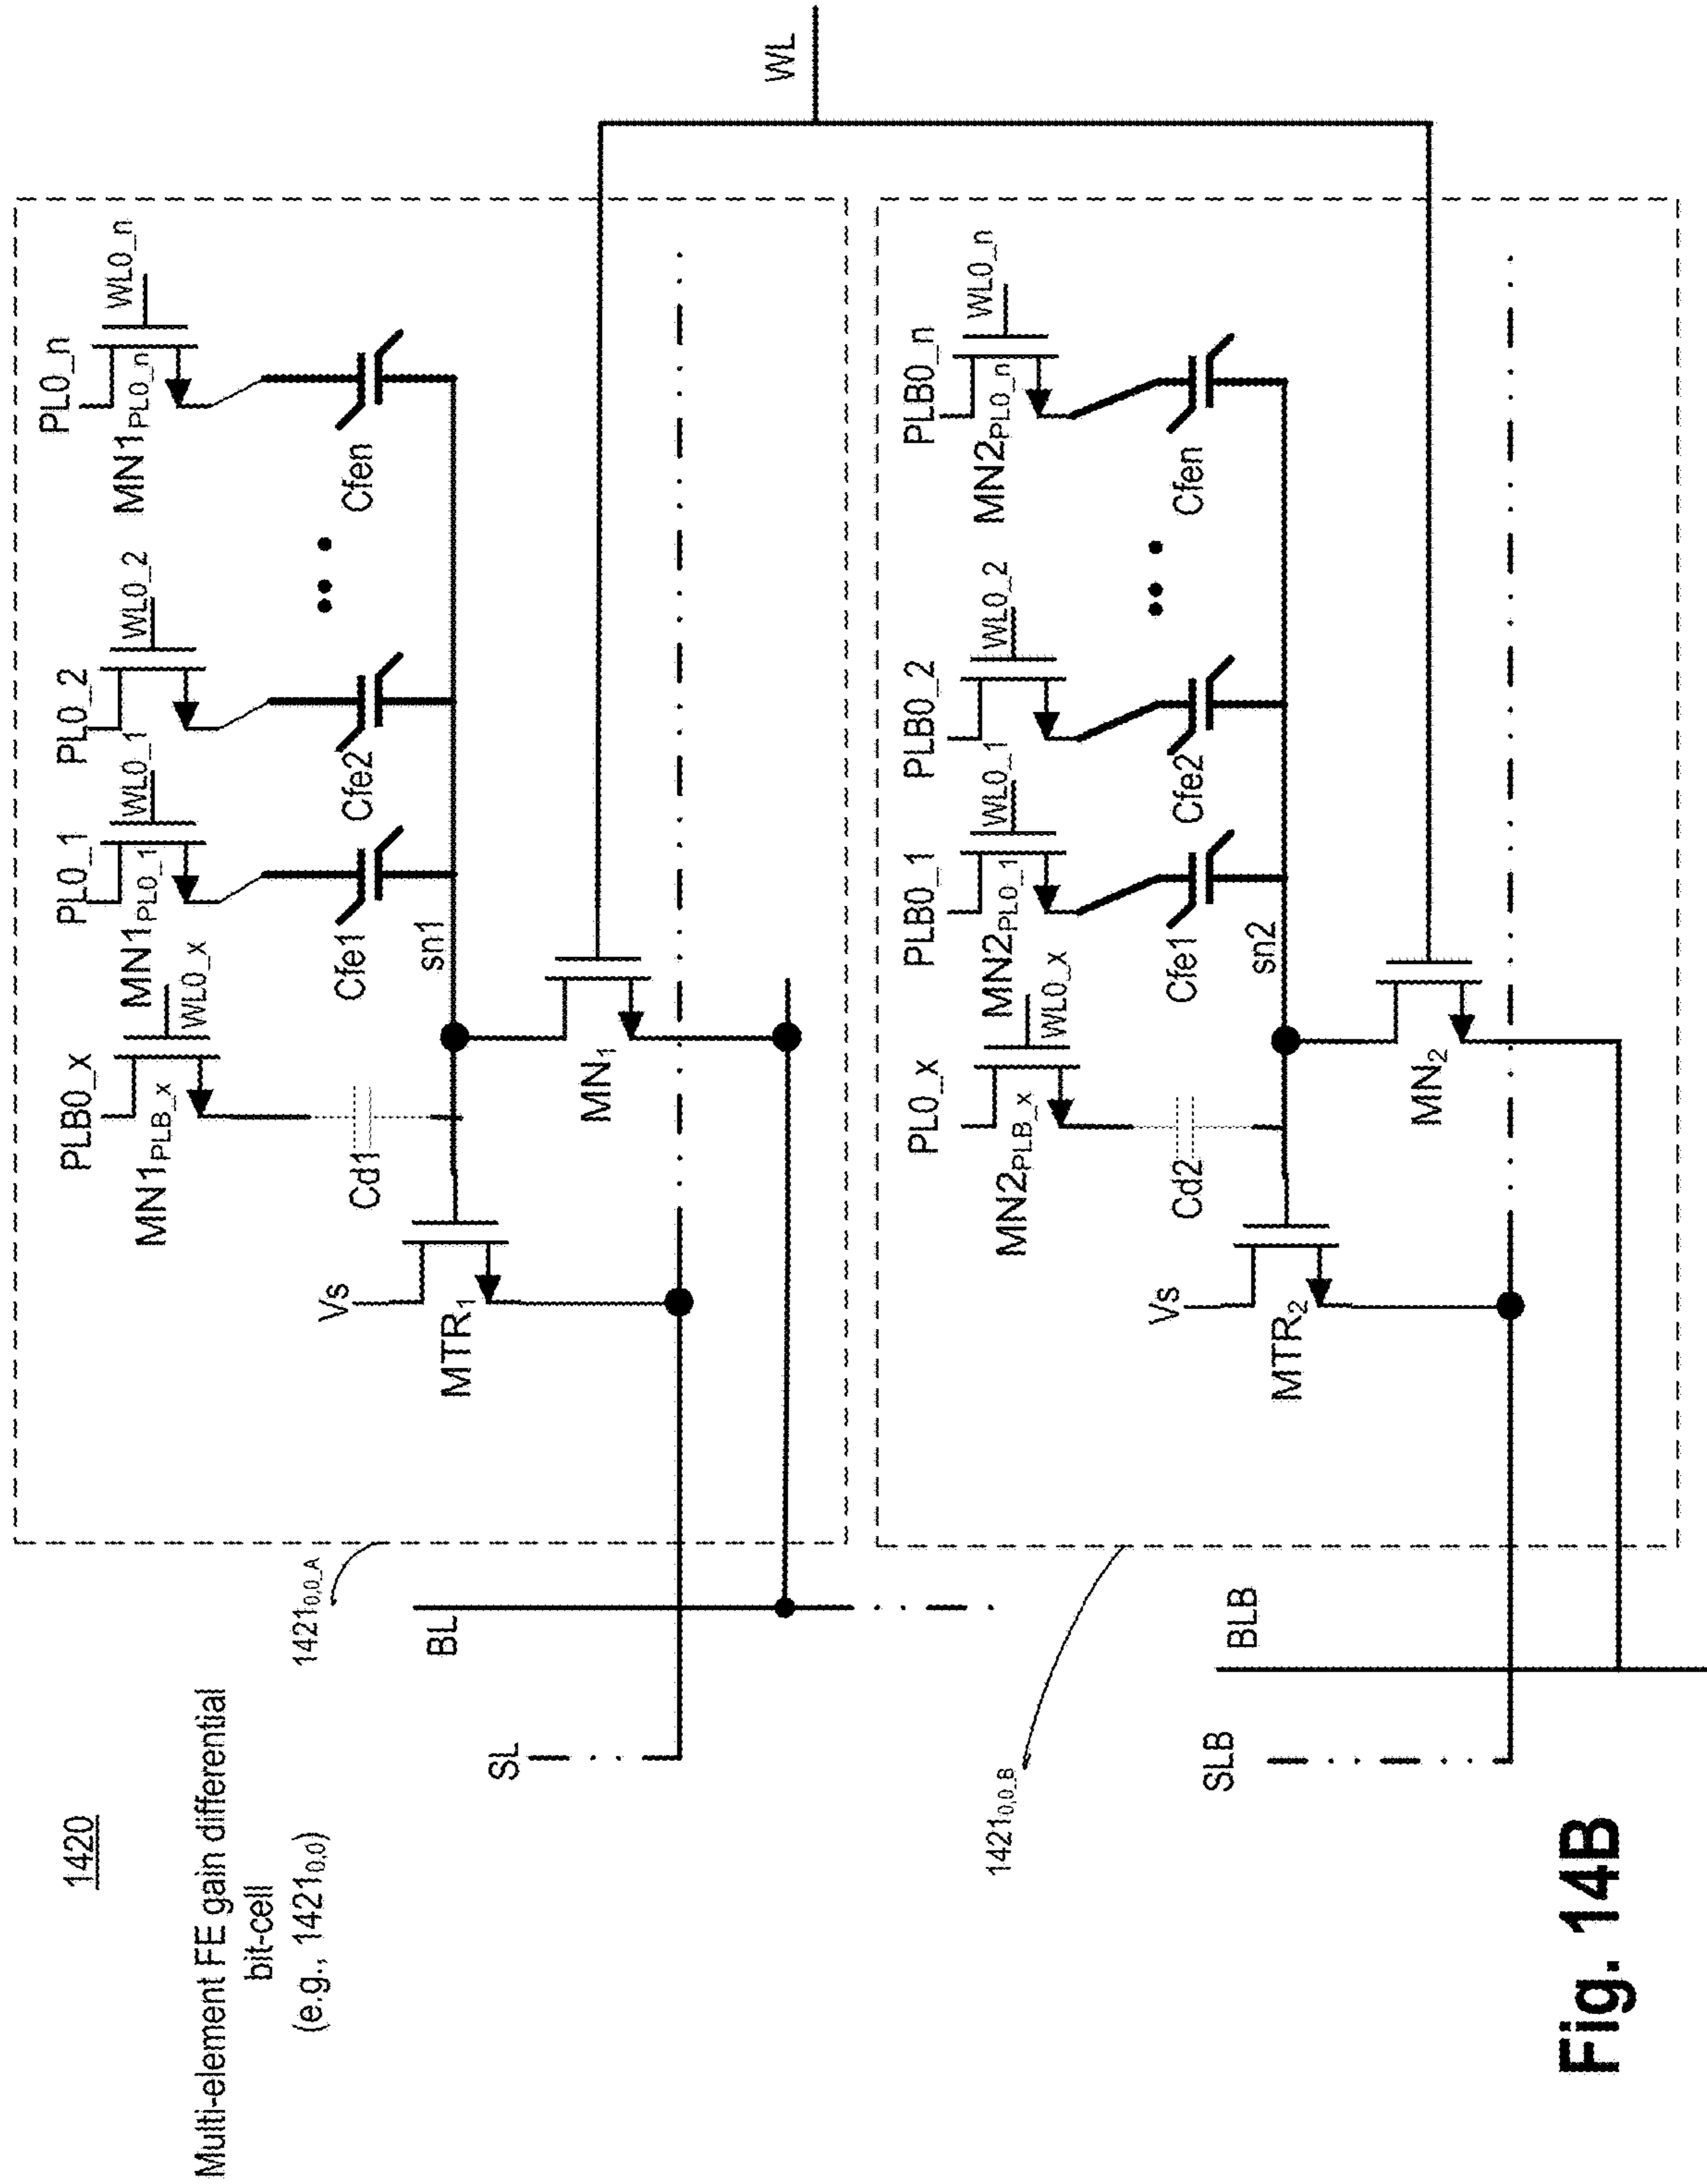 1420
Multi-element FE gain differential
bit-cell
(e.g., 1421₀,₀)
1421₀,₀_A
BL
SL
PLB0_x
MN1PLB_x
WL0_x
PL0_1
MN1PL0_1
WL0_1
PL0_2
WL0_2
PL0_n
MN1PL0_n
WL0_n
Cd1
Cfe1
Cfe2
Cfen
sn1
Vs
MTR₁
MN₁
WL
1421₀,₀_B
BLB
SLB
PL0_x
MN2PLB_x
WL0_x
PLB0_1
MN2PL0_1
WL0_1
PLB0_2
WL0_2
PLB0_n
MN2PL0_n
WL0_n
Cd2
Cfe1
Cfe2
Cfen
sn2
Vs
MTR₂
MN₂
Fig. 14B